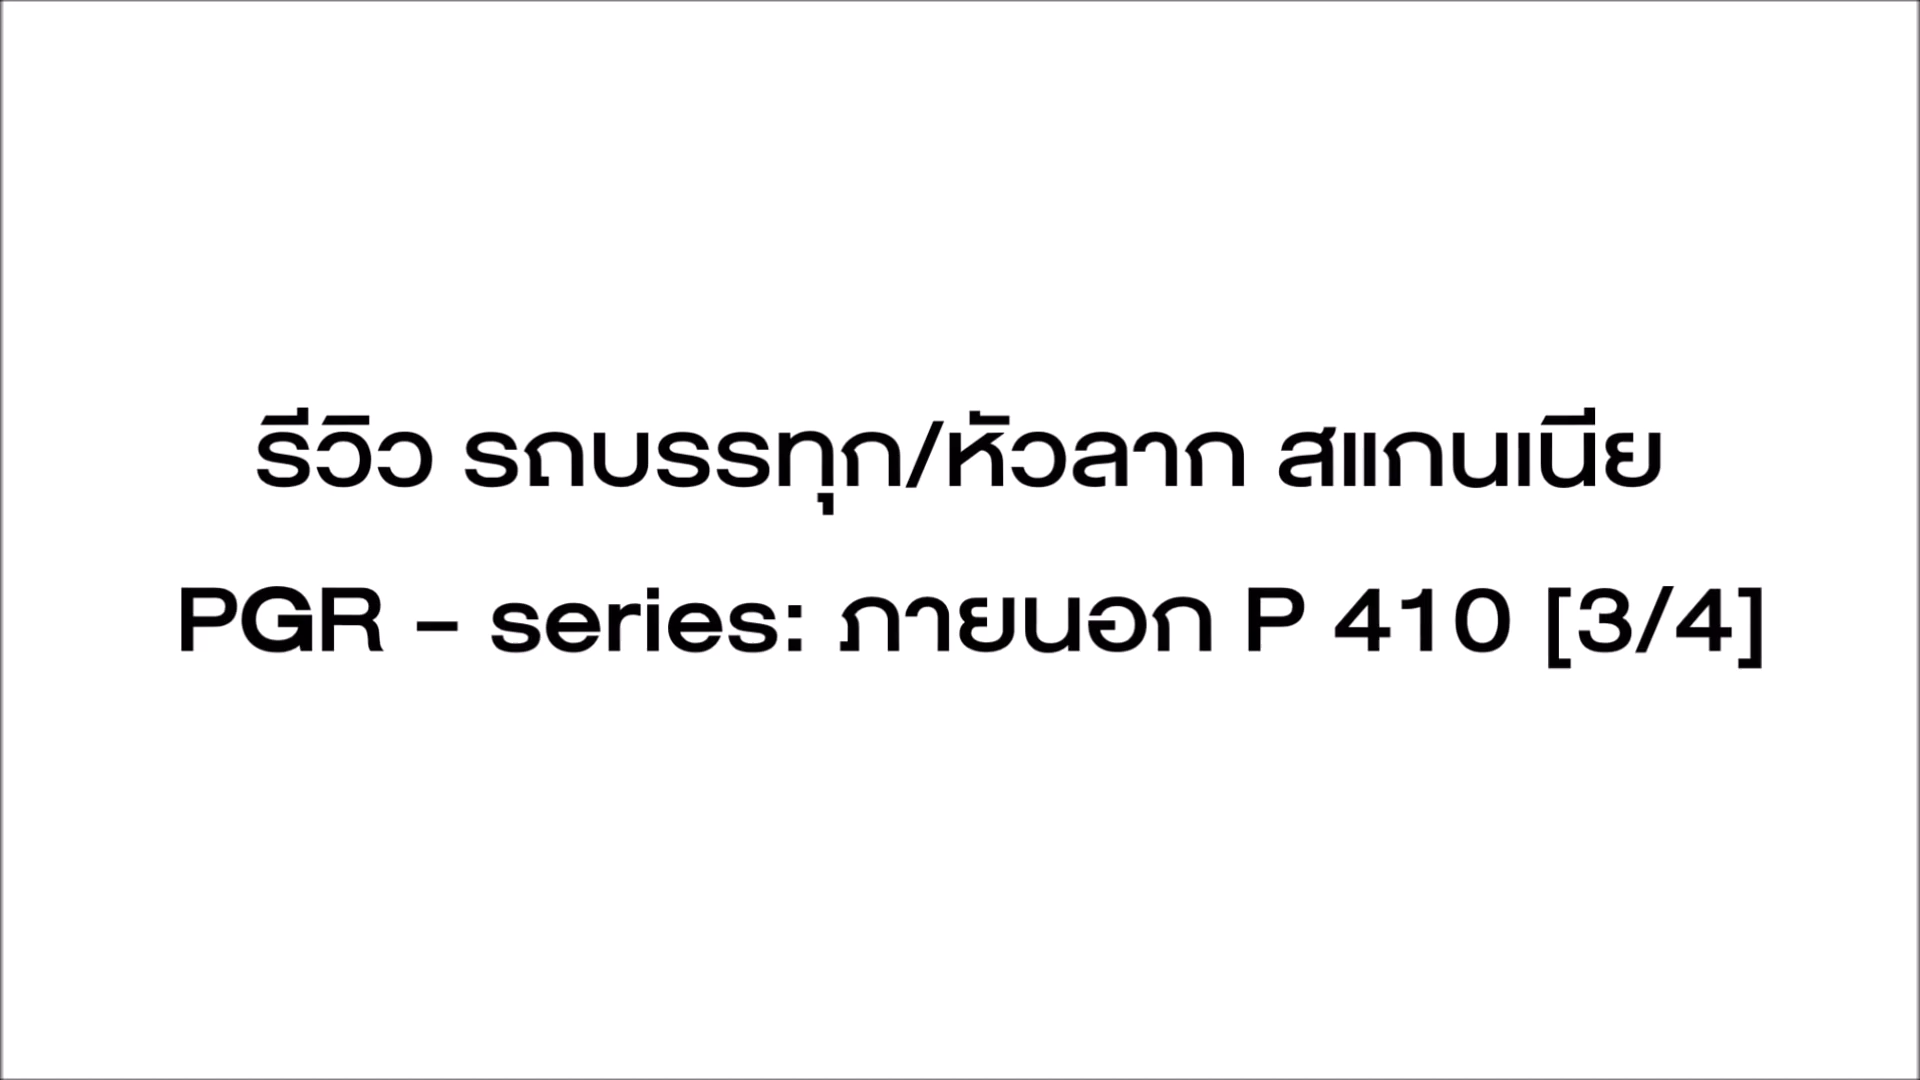 รีวิว รถบรรทุก/หัวลาก สแกนเนีย
PGR - series: ภายนอก P 410 [3/4]